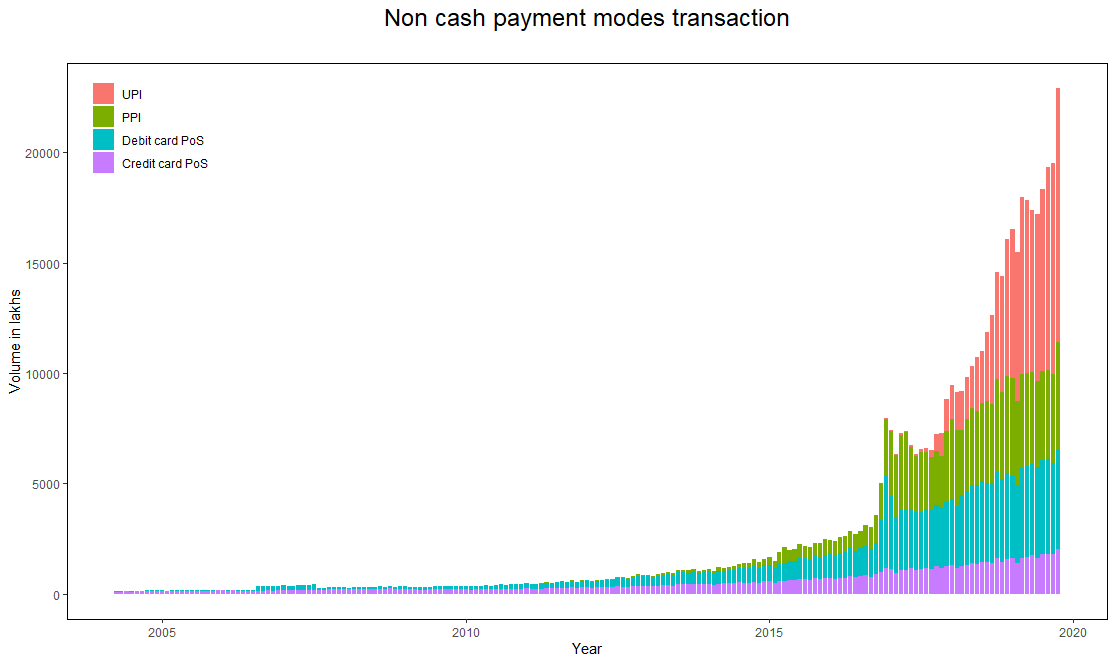 Non cash payment modes transaction
UPI
PPI
Debit card PoS
Credit card PoS
Volume in lakhs
20000
15000
10000
5000
0
2005
2010
2015
2020
Year